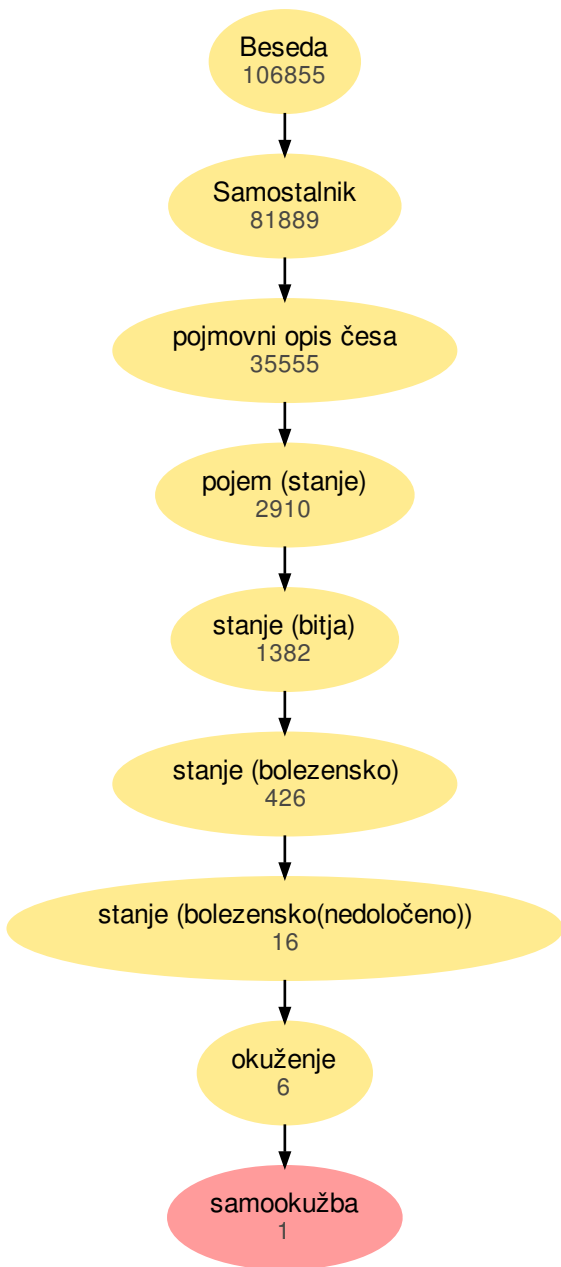 Beseda
106855
Samostalnik
81889
pojmovni opis česa
35555
pojem (stanje)
2910
stanje (bitja)
1382
stanje (bolezensko)
426
stanje (bolezensko(nedoločeno))
16
okuženje
6
samookužba
1